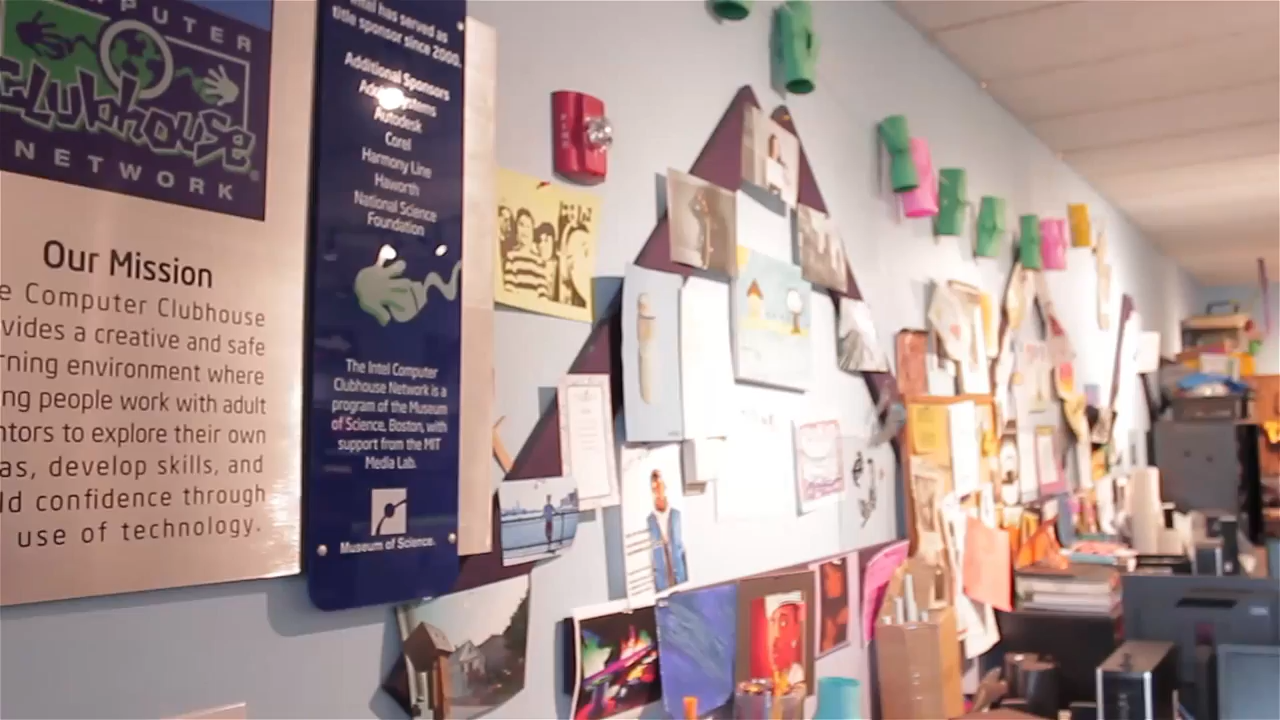 COMPUTER
Clubhouse
NETWORK
Our Mission
e Computer Clubhouse
vides a creative and safe
rning environment where
ng people work with adult
ntors to explore their own
as, develop skills, and
ld confidence through
use of technology.
Intel has served as
title sponsor since 2000.
Additional Sponsors
Autodesk
Corel
Harmony Line
Haworth
National Science
Foundation
The Intel Computer
Clubhouse Network is a
program of the Museum
of Science, Boston, with
support from the MIT
Media Lab.
Museum of Science.